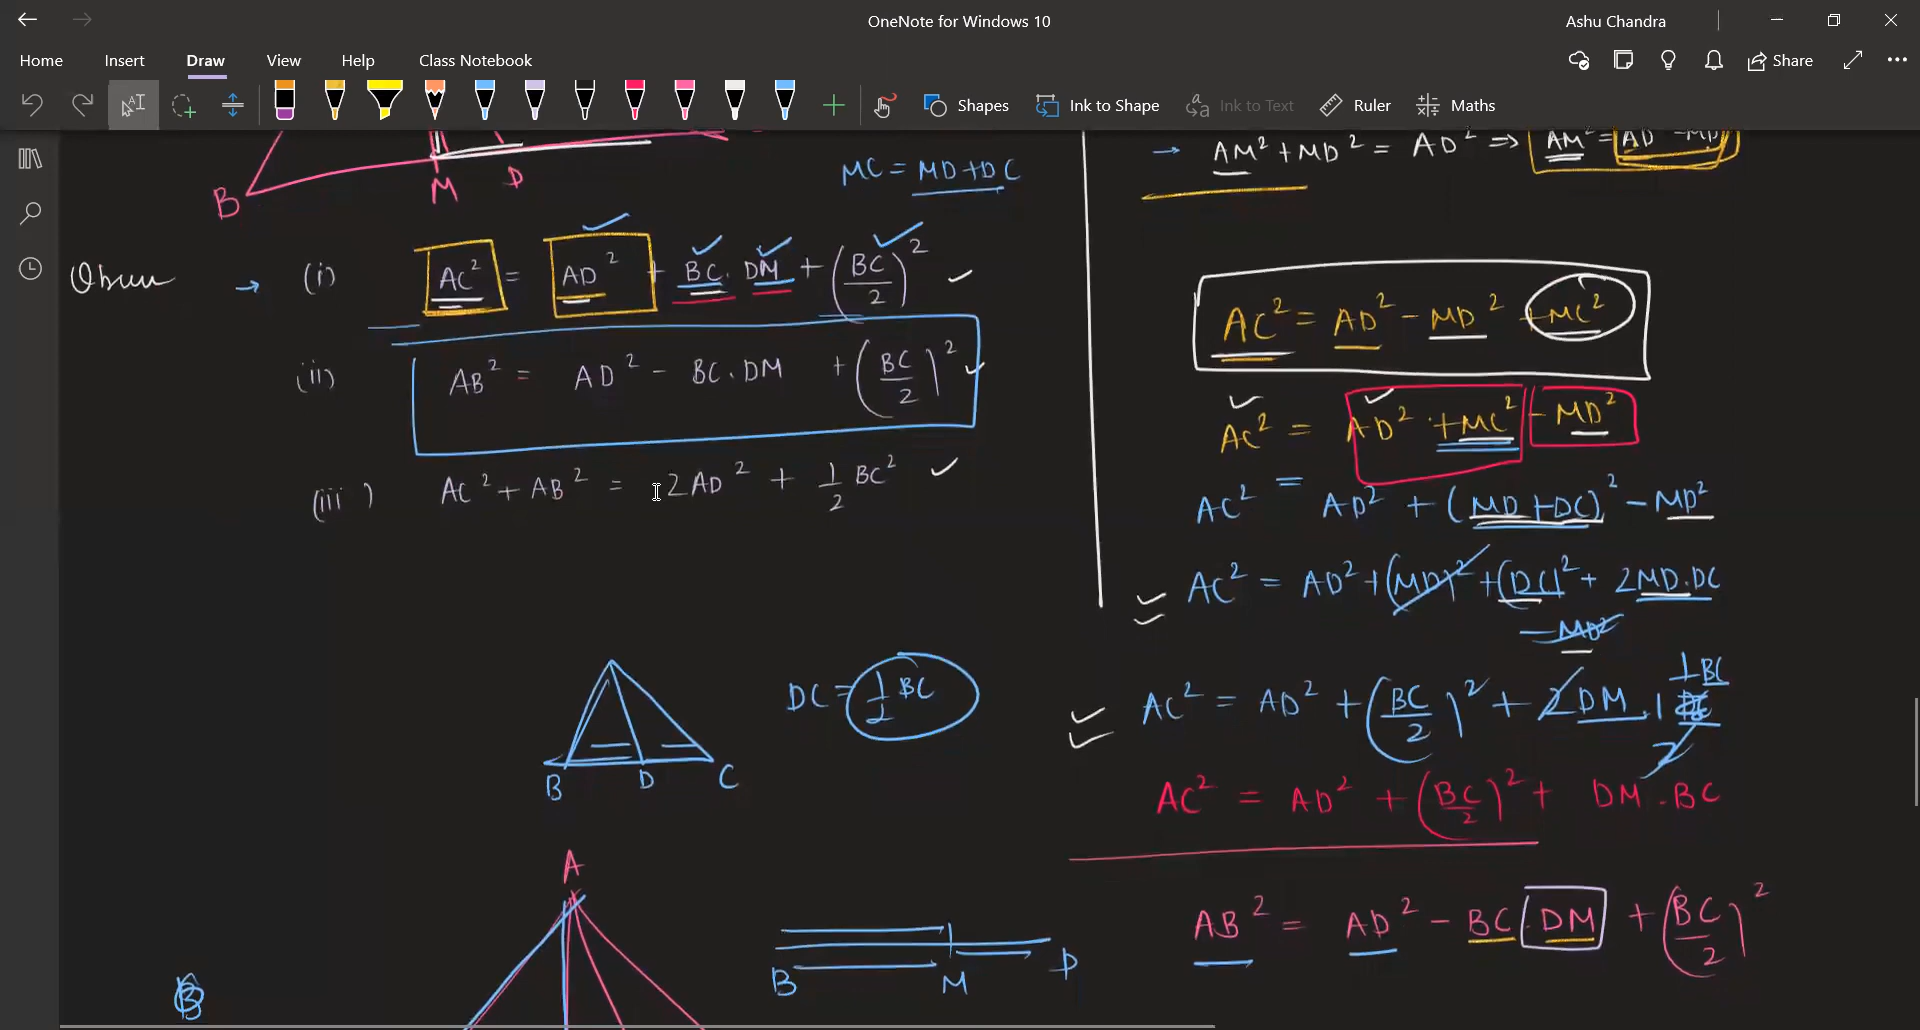 OneNote for Windows 10
Ashu Chandra
Home Insert Draw View Help Class Notebook
Share
Shapes Ink to Shape Ink to Text Ruler Maths
B M D
MC = MD+DC
→ (i) AC² = AD² + BC. DM + (BC/2)²
(ii) AB² = AD² - BC.DM + (BC/2)²
(iii) AC² + AB² = 2AD² + 1/2 BC²
B D C
DC = 1/2 BC
A
B M D
B
→ AM² + MD² = AD² ⇒ AM² = AD² - MD²
AC² = AD² - MD² + MC²
AC² = AD² + MC² - MD²
AC² = AD² + (MD + DC)² - MD²
AC² = AD² + (MD)² + (DC)² + 2MD.DC
- MD²
AC² = AD² + (BC/2)² + 2DM. 1/2 BC
AC² = AD² + (BC/2)² + DM . BC
AB² = AD² - BC . DM + (BC/2)²